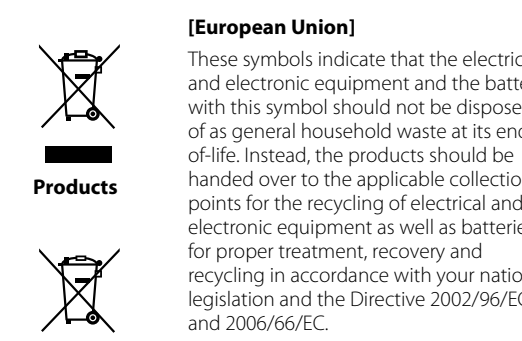 [European Union]
These symbols indicate that the electric
and electronic equipment and the batte
with this symbol should not be dispose
of as general household waste at its end
of-life. Instead, the products should be
handed over to the applicable collectio
points for the recycling of electrical and
electronic equipment as well as batterie
for proper treatment, recovery and
recycling in accordance with your natio
legislation and the Directive 2002/96/EC
and 2006/66/EC.
Products